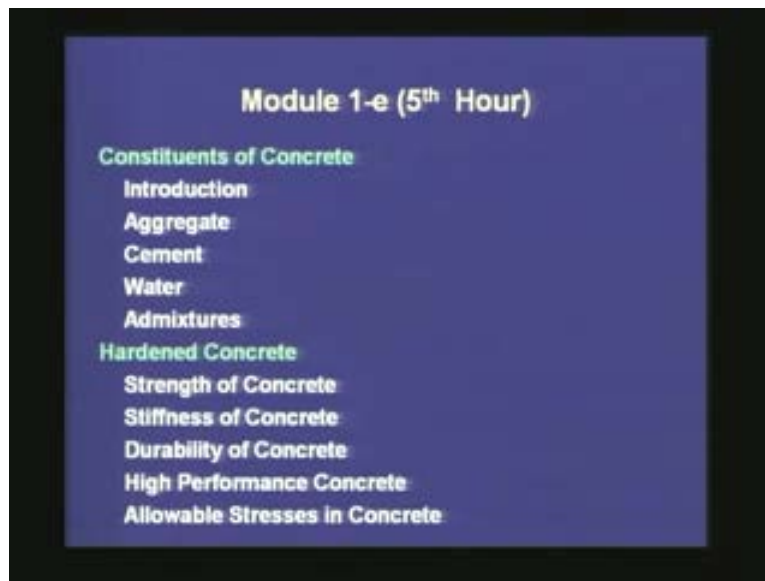 Module 1-e (5th Hour)
Constituents of Concrete
Introduction
Aggregate
Cement
Water
Admixtures
Hardened Concrete
Strength of Concrete
Stiffness of Concrete
Durability of Concrete
High Performance Concrete
Allowable Stresses in Concrete